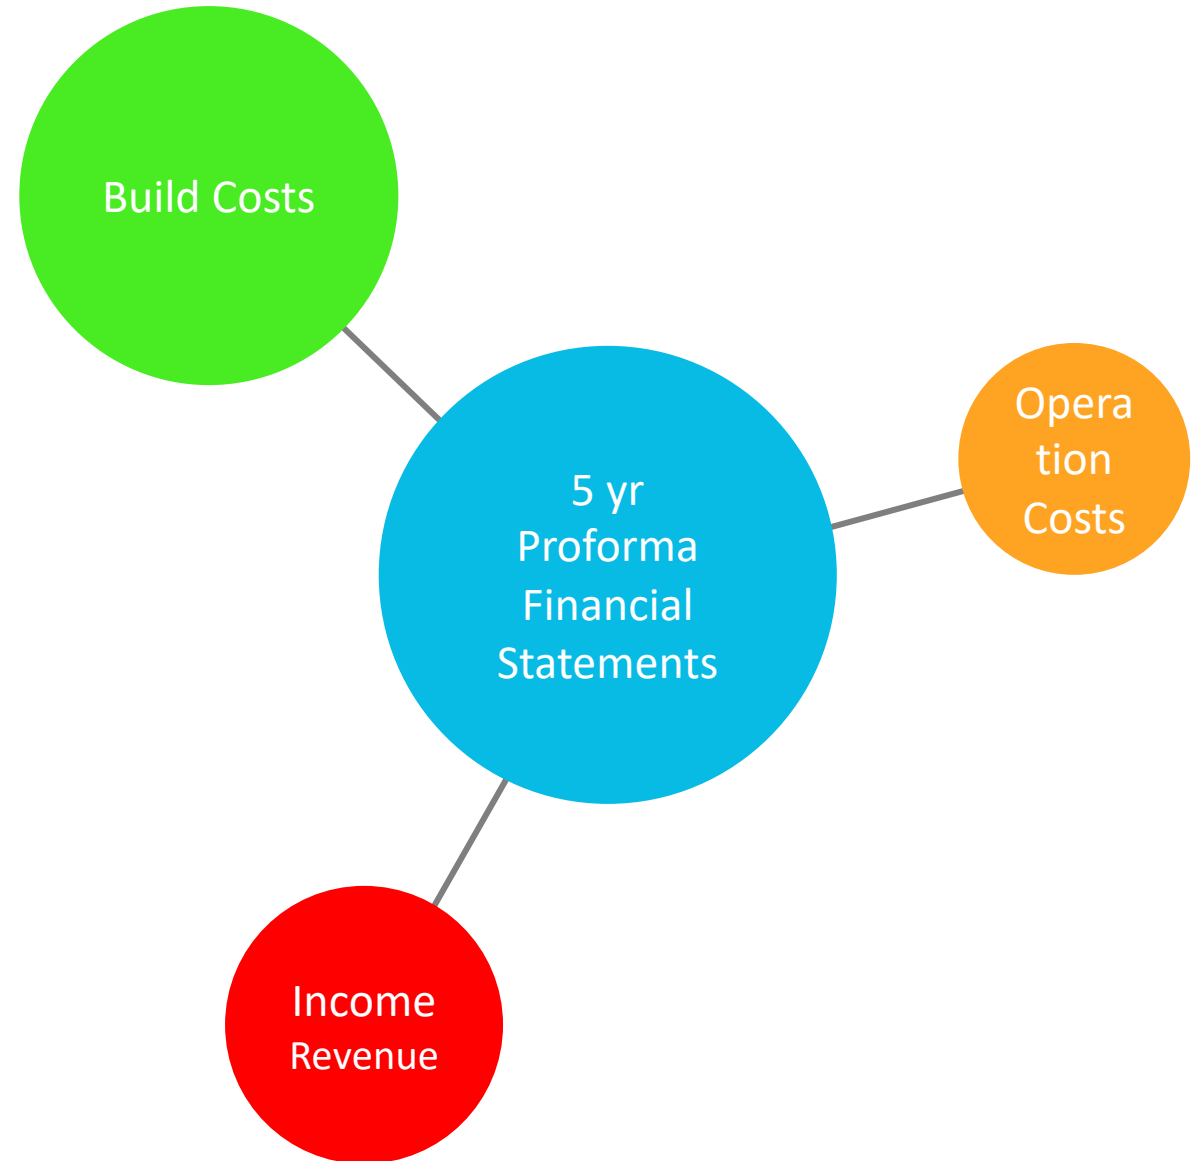 Build Costs
Opera
tion
Costs
5 yr
Proforma
Financial
Statements
Income
Revenue